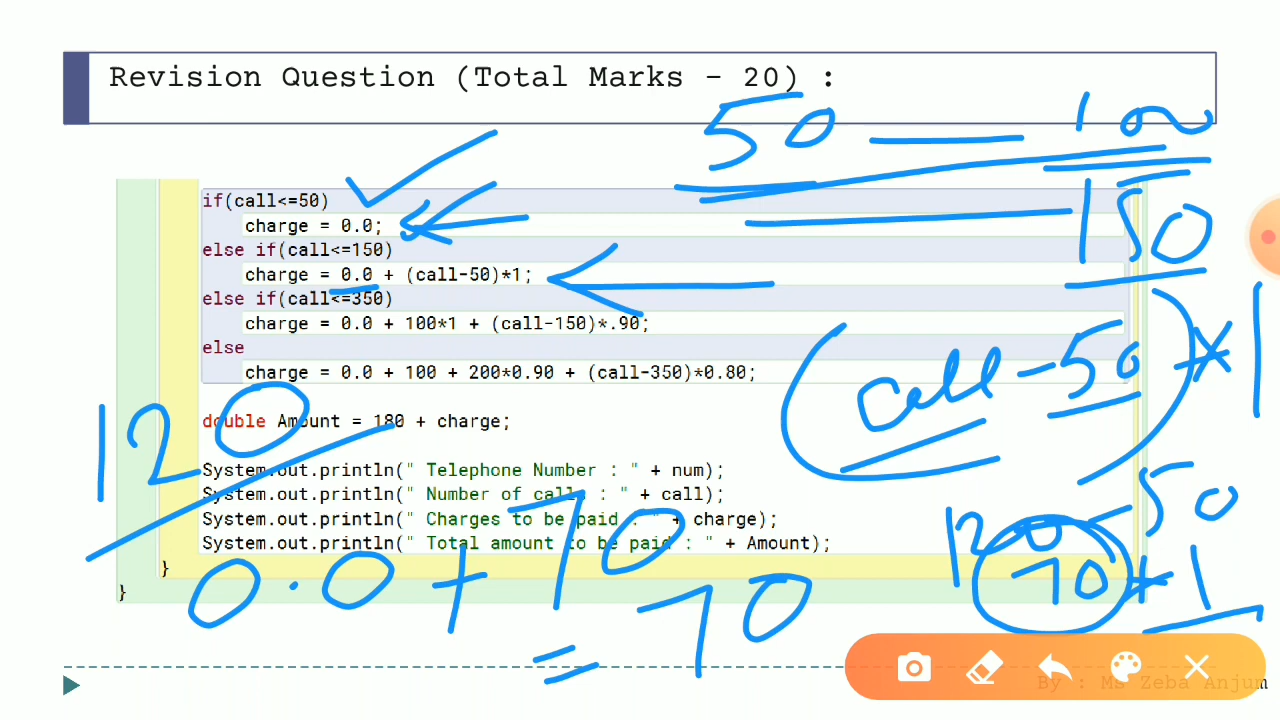 Revision Question (Total Marks - 20) :
50 — 100
150
if(call<=50)
charge = 0.0;
else if(call<=150)
charge = 0.0 + (call-50)*1;
else if(call<=350)
charge = 0.0 + 100*1 + (call-150)*.90;
else
charge = 0.0 + 100 + 200*0.90 + (call-350)*0.80;
(call-50)*1
120
double Amount = 180 + charge;
System.out.println(" Telephone Number : " + num);
System.out.println(" Number of calls : " + call);
System.out.println(" Charges to be paid : " + charge);
System.out.println(" Total amount to be paid : " + Amount);
}
}
120-50
70*1
0.0+70
=70
By : Ms Zeba Anjum